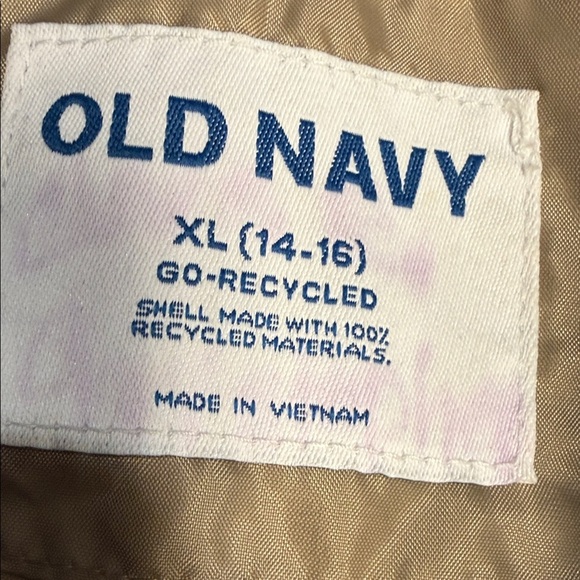 OLD NAVY
XL (14-16)
GO-RECYCLED
SHELL MADE WITH 100%
RECYCLED MATERIALS.
MADE IN VIETNAM